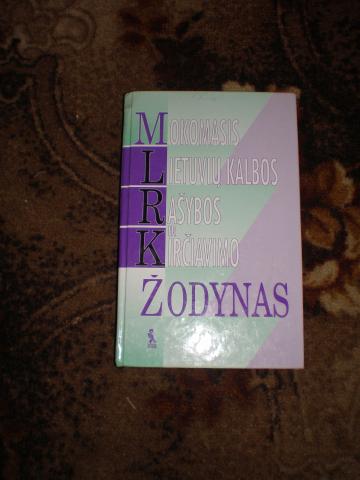 MOKOMASIS
LIETUVIŲ KALBOS
RAŠYBOS
IR
KIRČIAVIMO
ŽODYNAS